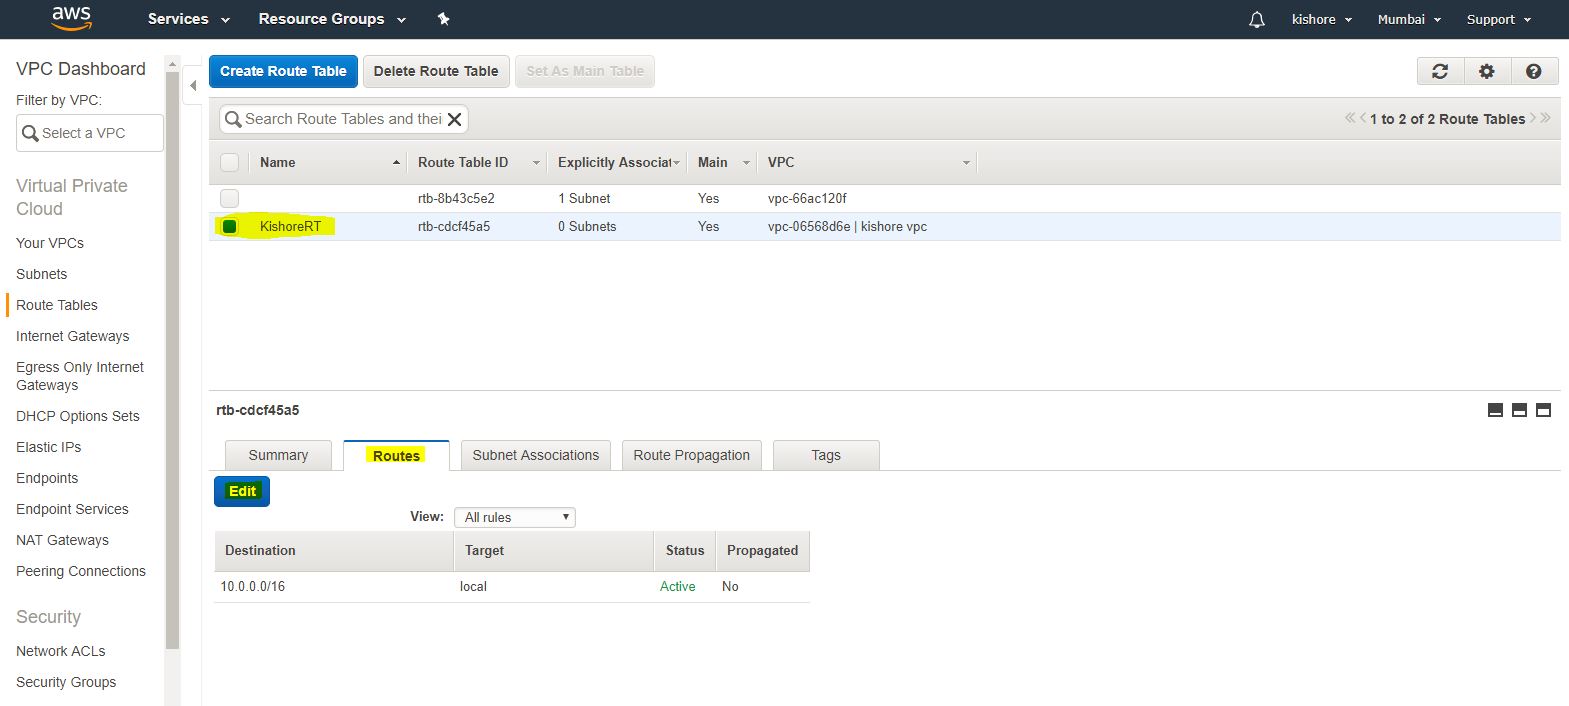 aws Services Resource Groups kishore Mumbai Support
VPC Dashboard
Filter by VPC:
Select a VPC
Virtual Private
Cloud
Your VPCs
Subnets
Route Tables
Internet Gateways
Egress Only Internet
Gateways
DHCP Options Sets
Elastic IPs
Endpoints
Endpoint Services
NAT Gateways
Peering Connections
Security
Network ACLs
Security Groups
Create Route Table Delete Route Table Set As Main Table
Search Route Tables and thei 1 to 2 of 2 Route Tables
Name Route Table ID Explicitly Associat Main VPC
rtb-8b43c5e2 1 Subnet Yes vpc-66ac120f
KishoreRT rtb-cdcf45a5 0 Subnets Yes vpc-06568d6e | kishore vpc
rtb-cdcf45a5
Summary Routes Subnet Associations Route Propagation Tags
Edit
View: All rules
Destination Target Status Propagated
10.0.0.0/16 local Active No